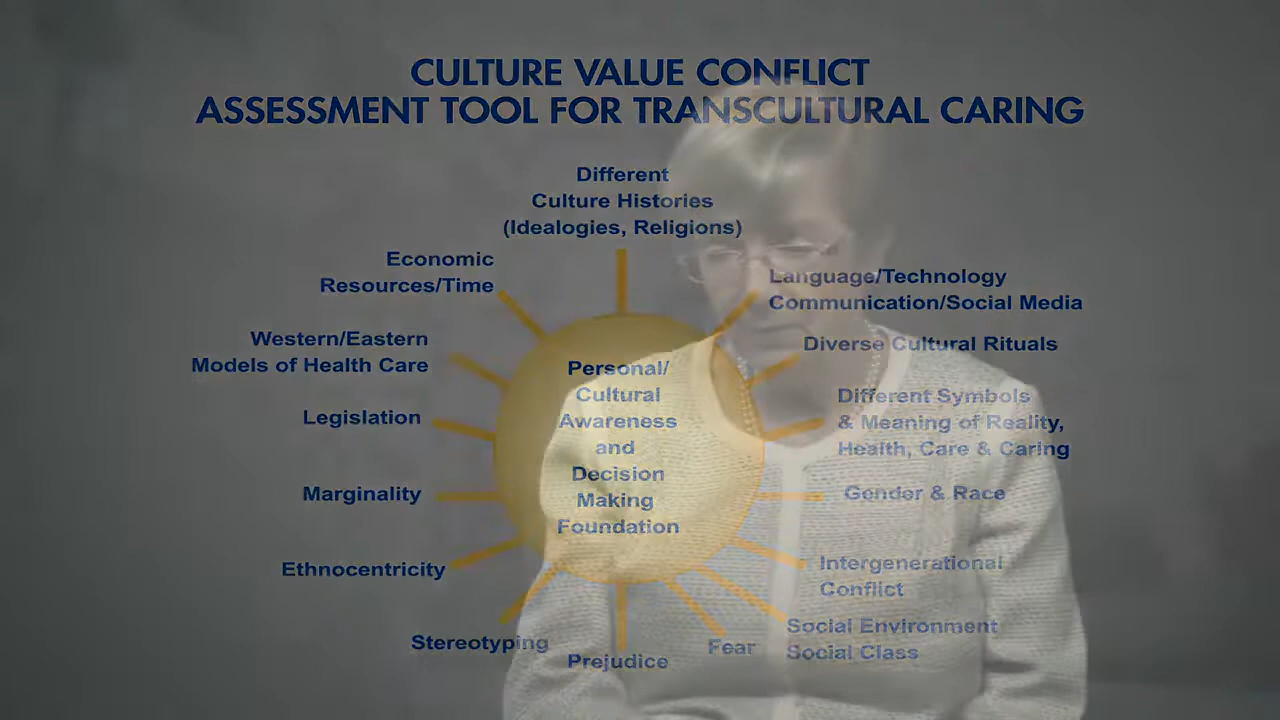 CULTURE VALUE CONFLICT
ASSESSMENT TOOL FOR TRANSCULTURAL CARING
Different
Culture Histories
(Idealogies, Religions)
Economic
Resources/Time
Language/Technology
Communication/Social Media
Western/Eastern
Models of Health Care
Diverse Cultural Rituals
Personal/
Cultural
Awareness
and
Decision
Making
Foundation
Different Symbols
& Meaning of Reality,
Health, Care & Caring
Legislation
Marginality
Gender & Race
Ethnocentricity
Intergenerational
Conflict
Stereotyping
Prejudice
Fear
Social Environment
Social Class